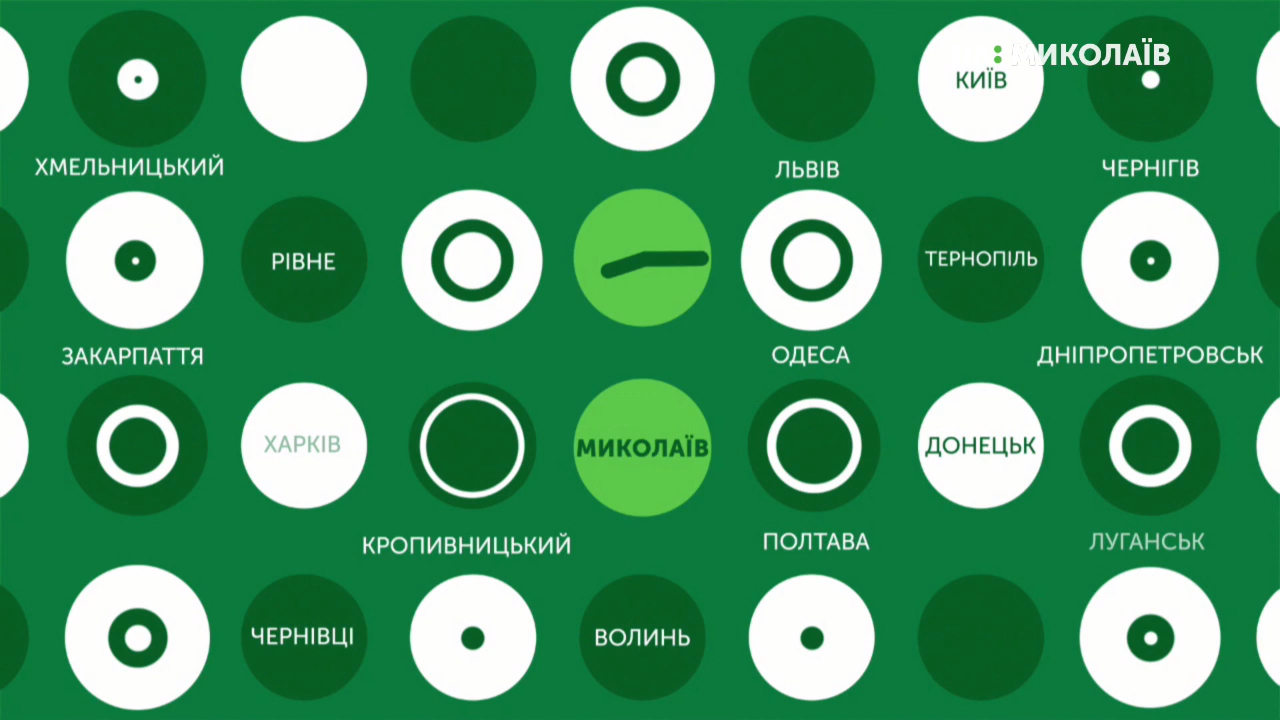 МИКОЛАЇВ
КИЇВ
ХМЕЛЬНИЦЬКИЙ
ЛЬВІВ
ЧЕРНІГІВ
РІВНЕ
ТЕРНОПІЛЬ
ЗАКАРПАТТЯ
ОДЕСА
ДНІПРОПЕТРОВСЬК
ХАРКІВ
МИКОЛАЇВ
ДОНЕЦЬК
КРОПИВНИЦЬКИЙ
ПОЛТАВА
ЛУГАНСЬК
ЧЕРНІВЦІ
ВОЛИНЬ